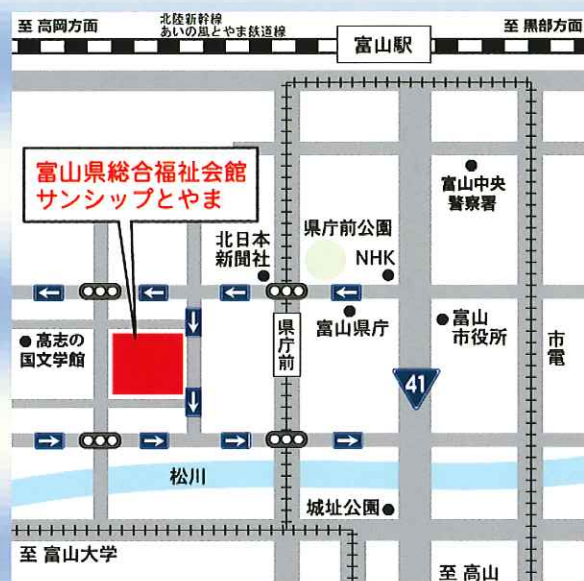 至 高岡方面
北陸新幹線
あいの風とやま鉄道線
富山駅
至 黒部方面
富山県総合福祉会館
サンシップとやま
富山中央
警察署
北日本
新聞社
県庁前公園
NHK
高志の
国文学館
県庁前
富山県庁
富山
市役所
市電
41
松川
城址公園
至 富山大学
至 高山